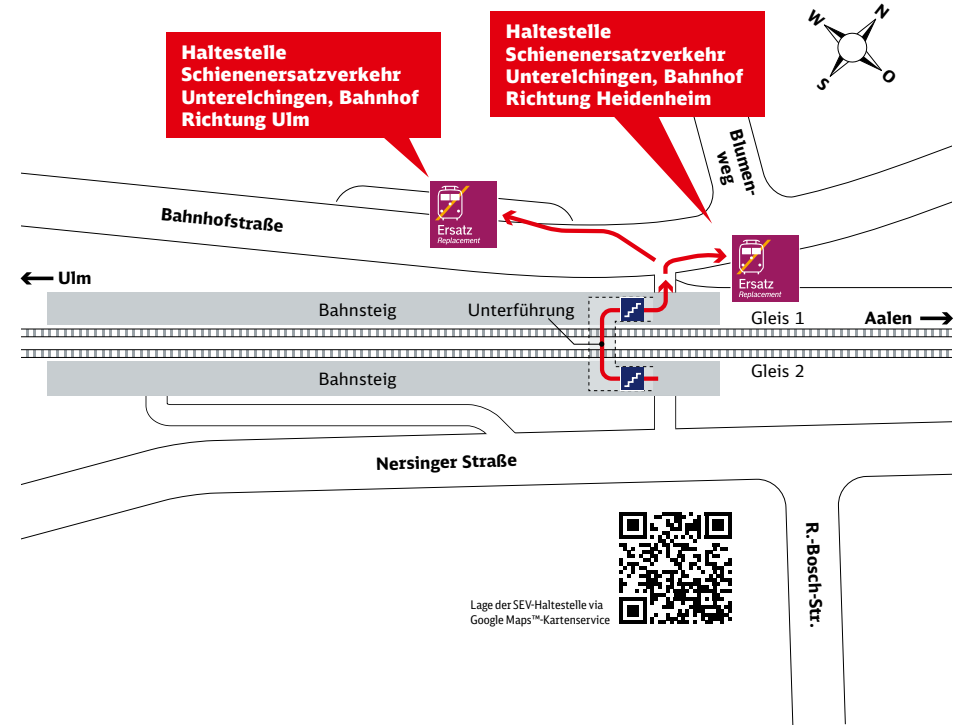 Haltestelle
Schienenersatzverkehr
Unterelchingen, Bahnhof
Richtung Ulm
Haltestelle
Schienenersatzverkehr
Unterelchingen, Bahnhof
Richtung Heidenheim
W
N
S
O
Blumen-
weg
Bahnhofstraße
Ersatz
Replacement
Ersatz
Replacement
Ulm
Bahnsteig
Unterführung
Gleis 1
Aalen
Bahnsteig
Gleis 2
Nersinger Straße
R.-Bosch-Str.
Lage der SEV-Haltestelle via
Google Maps™-Kartenservice